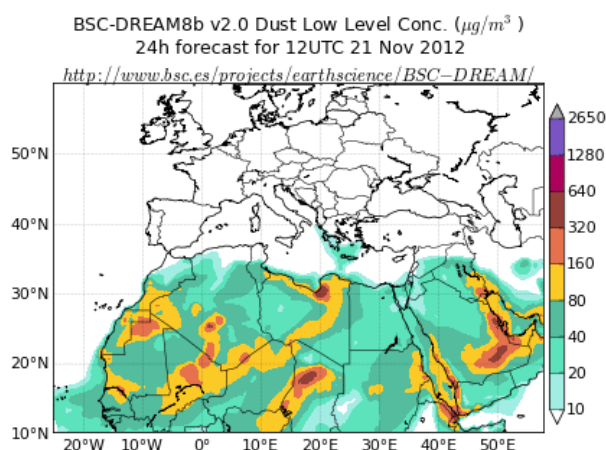 BSC-DREAM8b v2.0 Dust Low Level Conc. (μg/m³ )
24h forecast for 12UTC 21 Nov 2012
http://www.bsc.es/projects/earthscience/BSC−DREAM/
2650
50°N
1280
640
40°N
320
160
30°N
80
40
20°N
20
10
10°N
20°W 10°W 0° 10°E 20°E 30°E 40°E 50°E